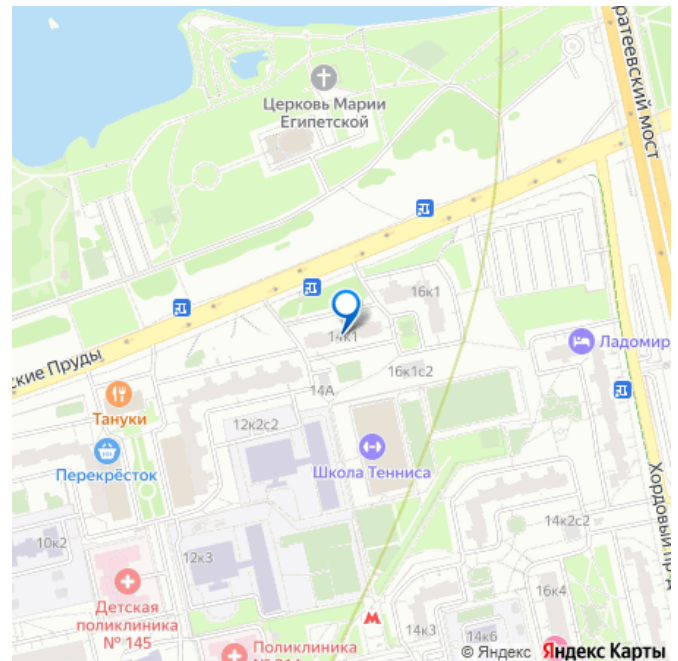 ратеевский мост
Церковь Марии
Египетской
16к1
14к1
ские Пруды
Ладомир
16к1с2
14А
Тануки
12к2с2
Перекрёсток
Школа Тенниса
Хордовый пр-д
14к2с2
10к2
12к3
16к4
Детская
поликлиника
№ 145
14к3
14к6
Поликлиника
© Яндекс
Яндекс Карты